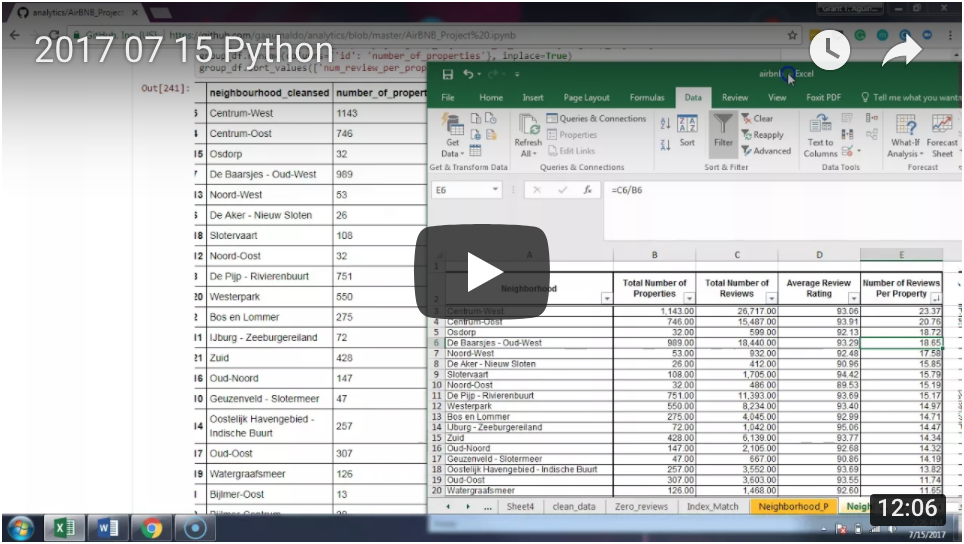 analytics/AirBNB_Project
GitHub, Inc. [US]
https://github.com/gagunaldo/analytics/blob/master/AirBNB_Project%20.ipynb
2017 07 15 Python
'id': 'number_of_properties'}, inplace=True)
group_df.sort_values(['num_review_per_prop
Out[241]:
neighbourhood_cleansed number_of_propert
Centrum-West 1143
Centrum-Oost 746
15 Osdorp 32
De Baarsjes - Oud-West 989
13 Noord-West 53
De Aker - Nieuw Sloten 26
18 Slotervaart 108
12 Noord-Oost 32
De Pijp - Rivierenbuurt 751
20 Westerpark 550
Bos en Lommer 275
11 IJburg - Zeeburgereiland 72
21 Zuid 428
16 Oud-Noord 147
10 Geuzenveld - Slotermeer 47
14 Oostelijk Havengebied -
Indische Buurt 257
17 Oud-Oost 307
19 Watergraafsmeer 126
Bijlmer-Oost 13
Excel
File Home Insert Page Layout Formulas Data Review View Foxit PDF Tell me what you want
Get
Data
Refresh
All
Queries & Connections
Properties
Edit Links
Sort
Filter
Clear
Reapply
Advanced
Text to
Columns
What-If
Analysis
Forecast
Sheet
Get & Transform Data Queries & Connections Sort & Filter Data Tools Forecast
E6 fx =C6/B6
A B C D E
1
2 Neighborhood Total Number of Properties Total Number of Reviews Average Review Rating Number of Reviews Per Property
3 Centrum-West 1,143.00 26,717.00 93.06 23.37
4 Centrum-Oost 746.00 15,487.00 93.91 20.76
5 Osdorp 32.00 599.00 92.13 18.72
6 De Baarsjes - Oud-West 989.00 18,440.00 93.29 18.65
7 Noord-West 53.00 932.00 92.48 17.58
8 De Aker - Nieuw Sloten 26.00 412.00 90.96 15.85
9 Slotervaart 108.00 1,705.00 94.42 15.79
10 Noord-Oost 32.00 486.00 89.53 15.19
11 De Pijp - Rivierenbuurt 751.00 11,393.00 93.69 15.17
12 Westerpark 550.00 8,234.00 93.40 14.97
13 Bos en Lommer 275.00 4,045.00 92.99 14.71
14 IJburg - Zeeburgereiland 72.00 1,042.00 95.06 14.47
15 Zuid 428.00 6,139.00 93.77 14.34
16 Oud-Noord 147.00 2,105.00 92.68 14.32
17 Geuzenveld - Slotermeer 47.00 667.00 90.86 14.19
18 Oostelijk Havengebied - Indische Buurt 257.00 3,552.00 93.69 13.82
19 Oud-Oost 307.00 3,603.00 93.55 11.74
20 Watergraafsmeer 126.00 1,468.00 92.60 11.65
... Sheet4 clean_data Zero_reviews Index_Match Neighborhood_P Neigh
12:06
7/15/2017